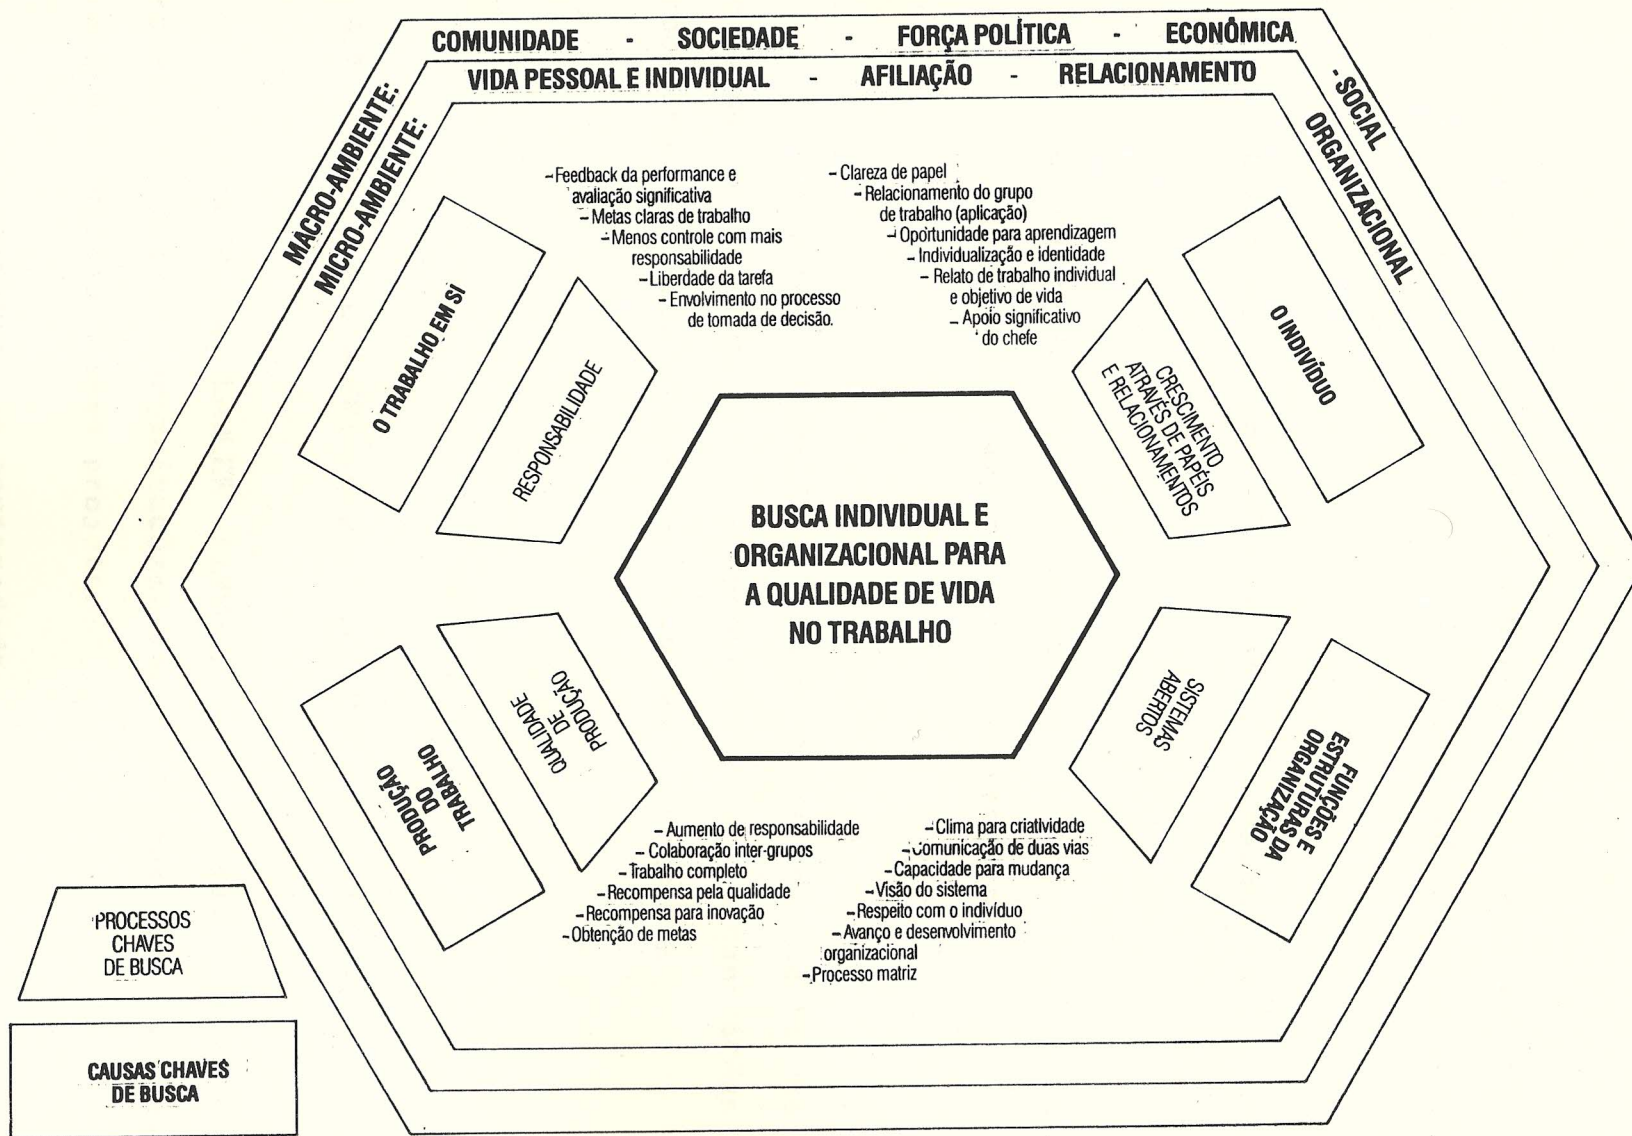 COMUNIDADE - SOCIEDADE - FORÇA POLÍTICA - ECONÔMICA
- SOCIAL
MACRO-AMBIENTE:
VIDA PESSOAL E INDIVIDUAL - AFILIAÇÃO - RELACIONAMENTO
ORGANIZACIONAL
MICRO-AMBIENTE:
- Feedback da performance e
avaliação significativa
- Metas claras de trabalho
- Menos controle com mais
responsabilidade
- Liberdade da tarefa
- Envolvimento no processo
de tomada de decisão.
- Clareza de papel
- Relacionamento do grupo
de trabalho (aplicação)
- Oportunidade para aprendizagem
- Individualização e identidade
- Relato de trabalho individual
e objetivo de vida
- Apoio significativo
do chefe
O TRABALHO EM SÍ
RESPONSABILIDADE
CRESCIMENTO
ATRAVÉS DE PAPÉIS
E RELACIONAMENTOS
O INDIVÍDUO
BUSCA INDIVIDUAL E
ORGANIZACIONAL PARA
A QUALIDADE DE VIDA
NO TRABALHO
PRODUÇÃO
DO
TRABALHO
QUALIDADE
DE
PRODUÇÃO
SISTEMAS
ABERTOS
FUNÇÕES E
ESTRUTURAS DA
ORGANIZAÇÃO
- Aumento de responsabilidade
- Colaboração inter-grupos
- Trabalho completo
- Recompensa pela qualidade
- Recompensa para inovação
- Obtenção de metas
- Clima para criatividade
- Comunicação de duas vias
- Capacidade para mudança
- Visão do sistema
- Respeito com o indivíduo
- Avanço e desenvolvimento
organizacional
- Processo matriz
PROCESSOS
CHAVES
DE BUSCA
CAUSAS CHAVES
DE BUSCA